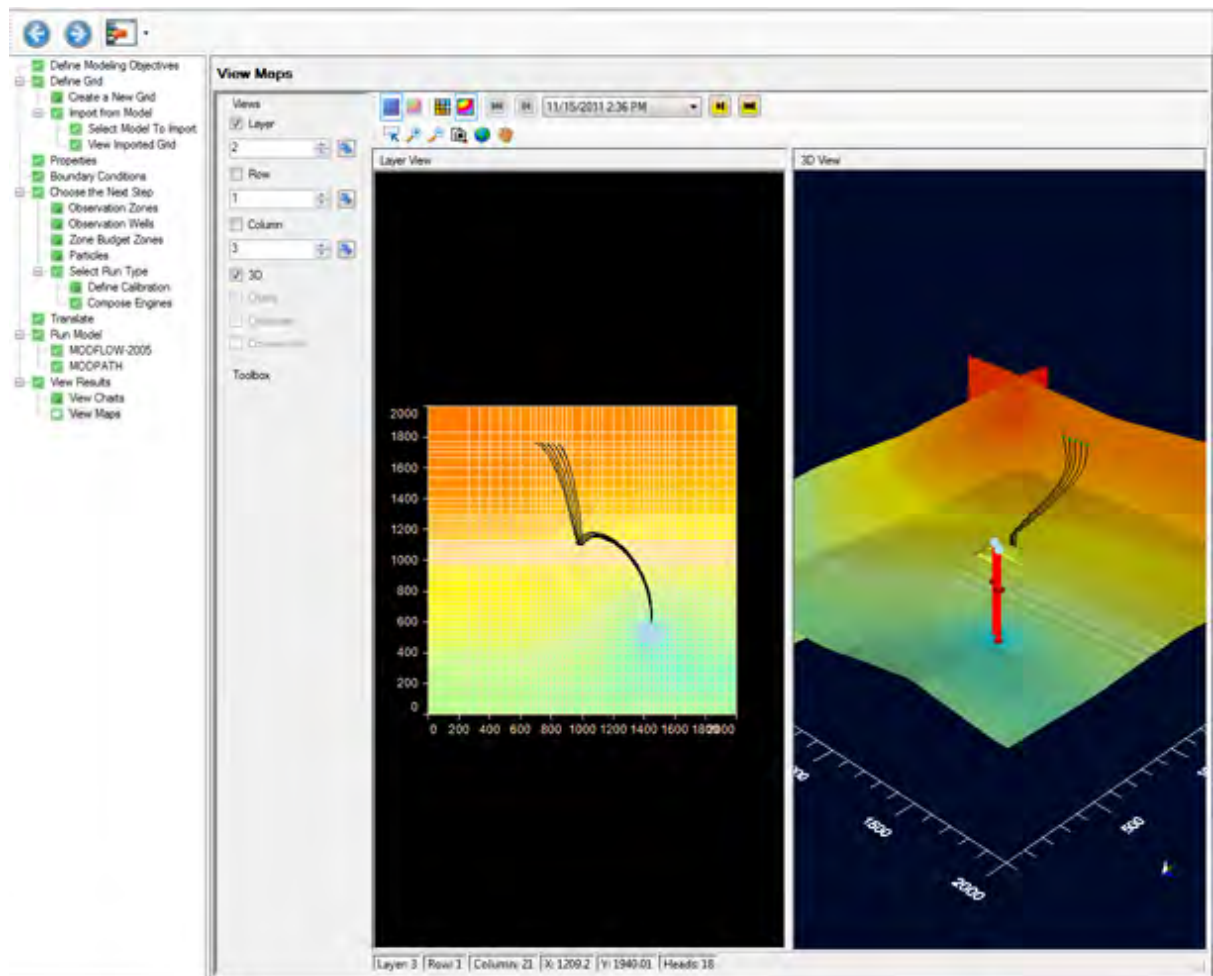 Define Modeling Objectives
Define Grid
Create a New Grid
Import from Model
Select Model To Import
View Imported Grid
Properties
Boundary Conditions
Choose the Next Step
Observation Zones
Observation Wells
Zone Budget Zones
Particles
Select Run Type
Define Calibration
Compose Engines
Translate
Run Model
MODFLOW-2005
MODPATH
View Results
View Charts
View Maps
View Maps
Views
Layer
2
Row
1
Column
3
3D
Toolbox
11/15/2011 2:36 PM
Layer View
2000
1800
1600
1400
1200
1000
800
600
400
200
0
0 200 400 600 800 1000 1200 1400 1600 1800 2000
3D View
1500
2000
500
Layer: 3 Row: 1 Column: 21 X: 1209.2 Y: 1940.01 Heads: 18